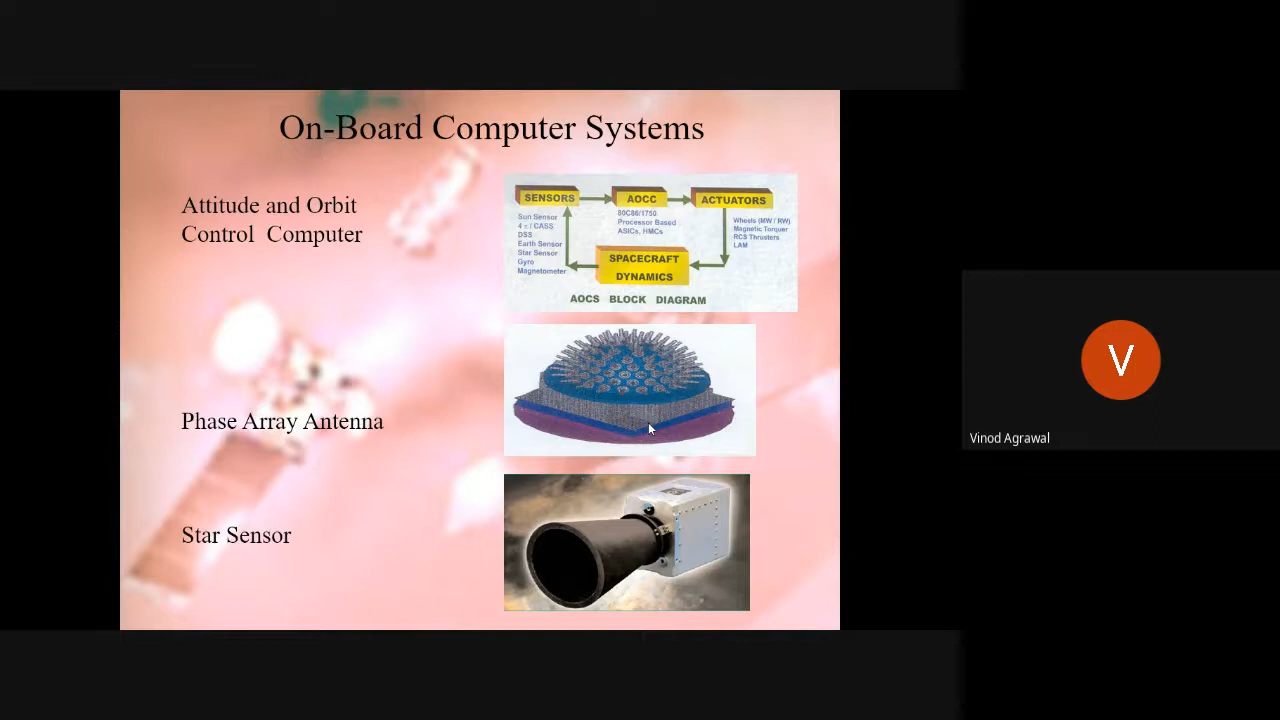 On-Board Computer Systems
Attitude and Orbit
Control Computer
SENSORS
AOCC
ACTUATORS
Sun Sensor
4 π / CASS
DSS
Earth Sensor
Star Sensor
Gyro
Magnetometer
80C86/1750
Processor Based
ASICs, HMCs
Wheels (MW / RW)
Magnetic Torquer
RCS Thrusters
LAM
SPACECRAFT
DYNAMICS
AOCS BLOCK DIAGRAM
Phase Array Antenna
Star Sensor
V
Vinod Agrawal